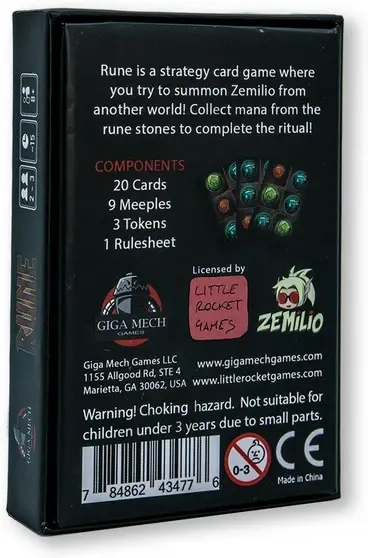 Rune is a strategy card game where
you try to summon Zemilio from
another world! Collect mana from the
rune stones to complete the ritual!
COMPONENTS
20 Cards
9 Meeples
3 Tokens
1 Rulesheet
Licensed by
LITTLE
ROCKET
GAMES
ZEMILIO
GIGA MECH
GAMES
Giga Mech Games LLC
1155 Allgood Rd, STE 4
Marietta, GA 30062, USA
www.gigamechgames.com
www.littlerocketgames.com
Warning! Choking hazard. Not suitable for
children under 3 years due to small parts.
7 84862 43477 6
0-3
CE
Made in China
8+
~15
2 - 3
RUNE